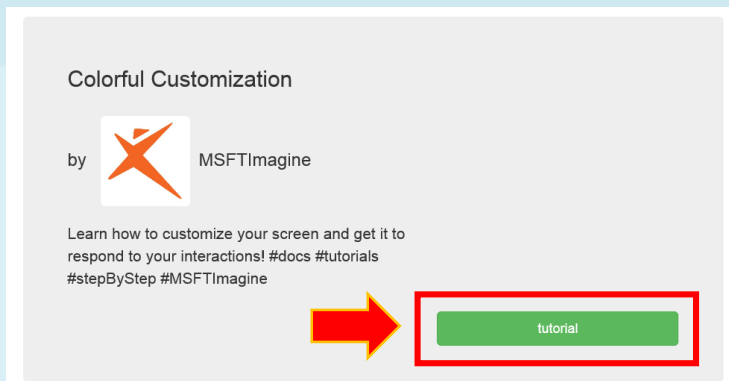 Colorful Customization
by MSFTImagine
Learn how to customize your screen and get it to
respond to your interactions! #docs #tutorials
#stepByStep #MSFTImagine
tutorial